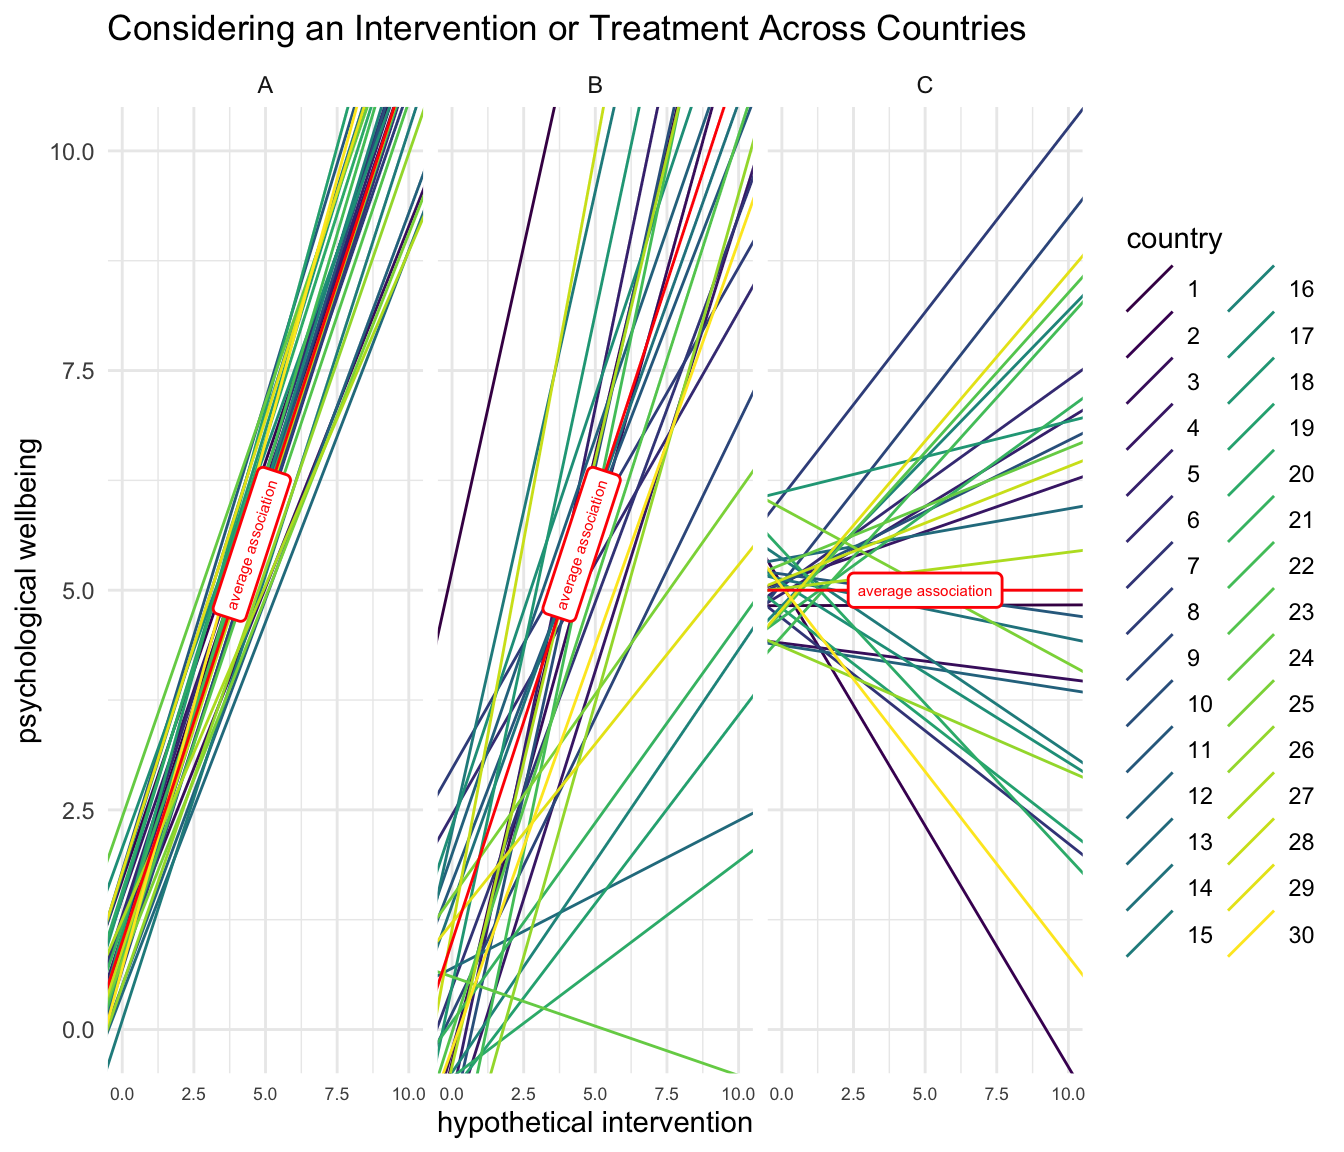 Considering an Intervention or Treatment Across Countries
A B C
10.0
7.5
5.0
2.5
0.0
psychological wellbeing
average association
average association
average association
0.0 2.5 5.0 7.5 10.0 0.0 2.5 5.0 7.5 10.0 0.0 2.5 5.0 7.5 10.0
hypothetical intervention
country
1 16
2 17
3 18
4 19
5 20
6 21
7 22
8 23
9 24
10 25
11 26
12 27
13 28
14 29
15 30